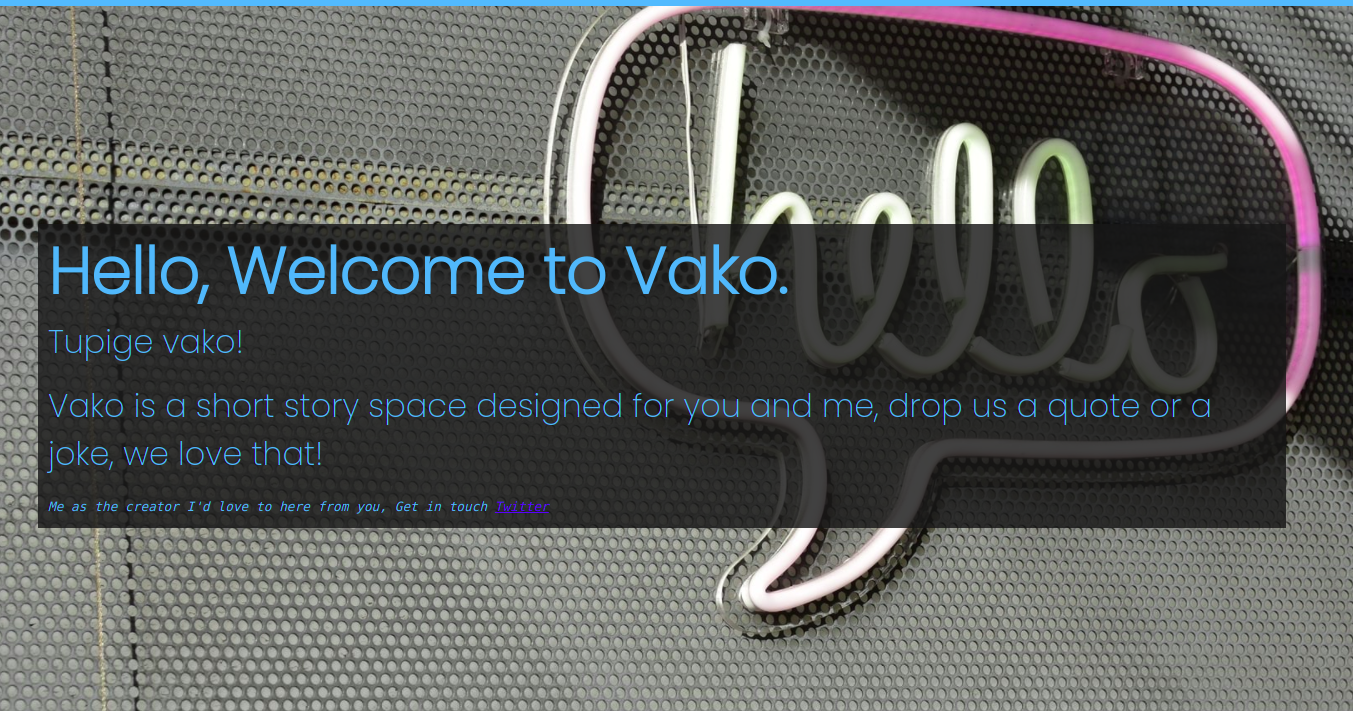 hello
Hello, Welcome to Vako.
Tupige vako!
Vako is a short story space designed for you and me, drop us a quote or a
joke, we love that!
Me as the creator I'd love to here from you, Get in touch Twitter